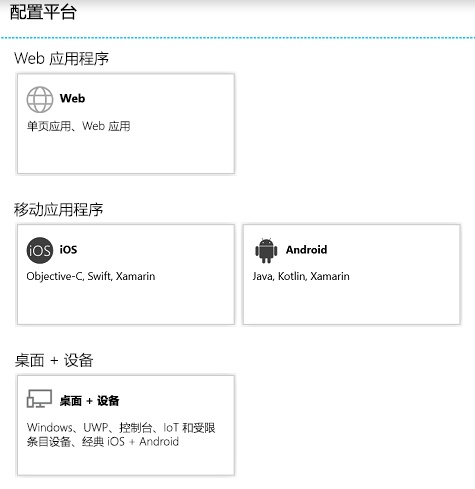 配置平台
Web 应用程序
Web
单页应用、Web 应用
移动应用程序
iOS
iOS
Objective-C, Swift, Xamarin
Android
Java, Kotlin, Xamarin
桌面 + 设备
桌面 + 设备
Windows、UWP、控制台、IoT 和受限
条目设备、经典 iOS + Android